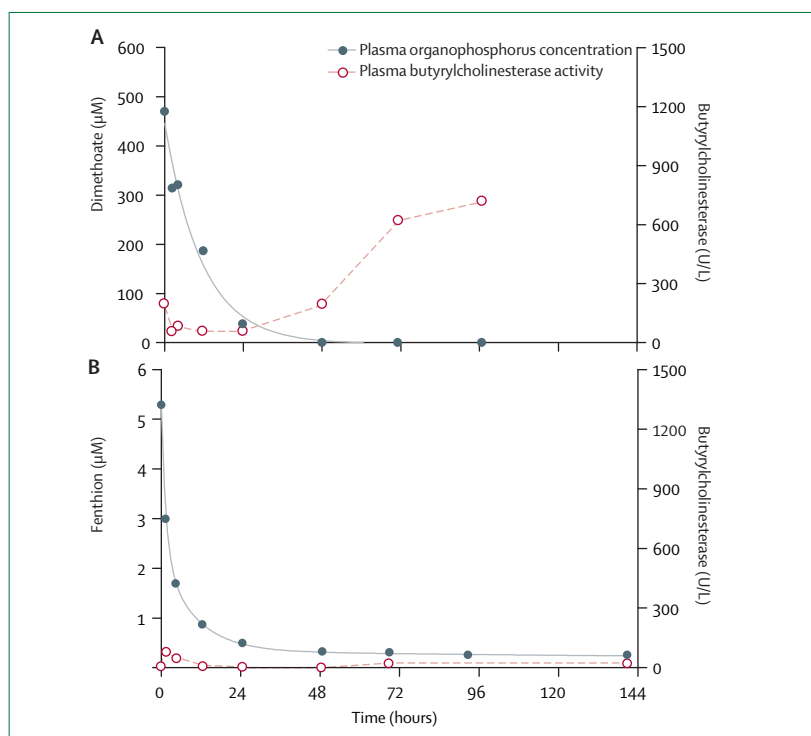 A
Plasma organophosphorus concentration
Plasma butyrylcholinesterase activity
600
500
400
300
200
100
0
Dimethoate (µM)
1500
1200
900
600
300
0
Butyrylcholinesterase (U/L)
B
6
5
4
3
2
1
Fenthion (µM)
1500
1200
900
600
300
0
Butyrylcholinesterase (U/L)
0 24 48 72 96 120 144
Time (hours)